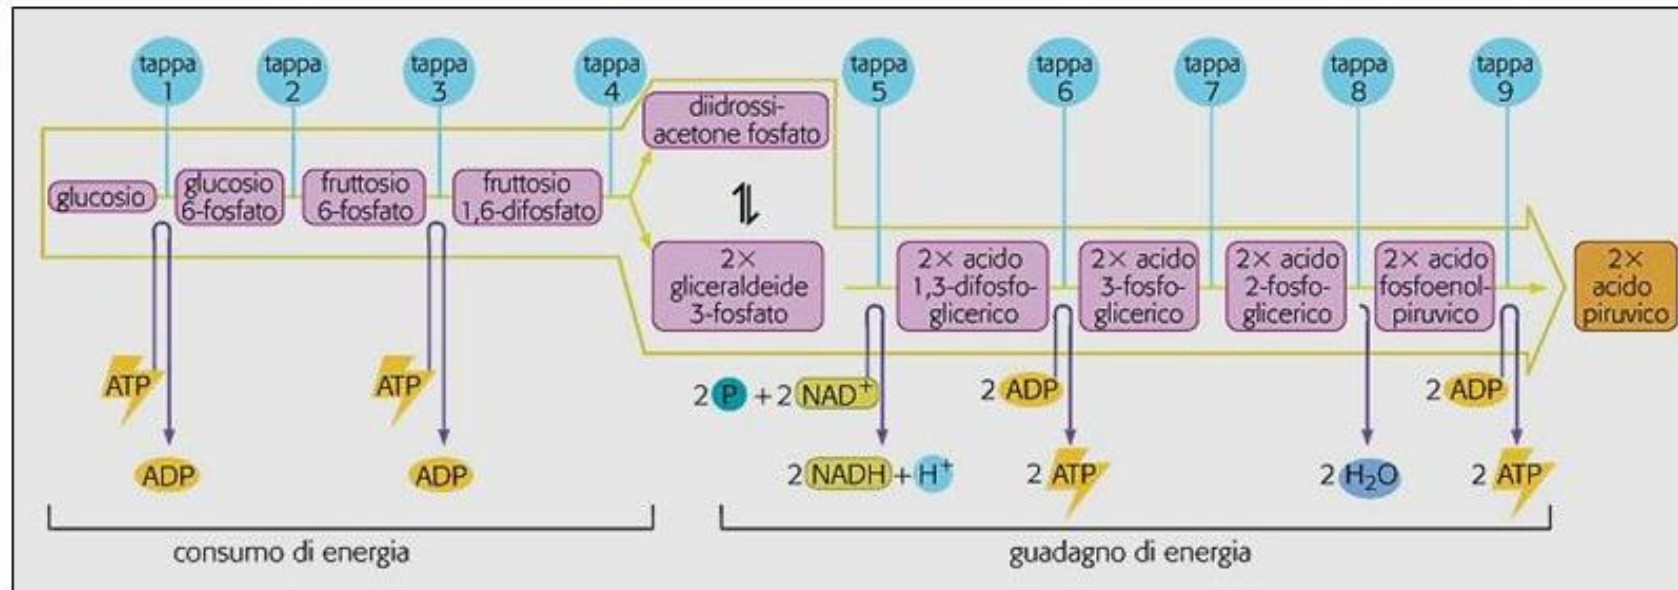 tappa
1
tappa
2
tappa
3
tappa
4
tappa
5
tappa
6
tappa
7
tappa
8
tappa
9
diidrossi-
acetone fosfato
glucosio
glucosio
6-fosfato
fruttosio
6-fosfato
fruttosio
1,6-difosfato
2× 
gliceraldeide
3-fosfato
2× acido
1,3-difosfo-
glicerico
2× acido
3-fosfo-
glicerico
2× acido
2-fosfo-
glicerico
2× acido
fosfoenol-
piruvico
2×
acido
piruvico
ATP
ATP
2 P + 2 NAD+
2 ADP
2 ADP
ADP
ADP
2 NADH + H+
2 ATP
2 H₂O
2 ATP
consumo di energia
guadagno di energia